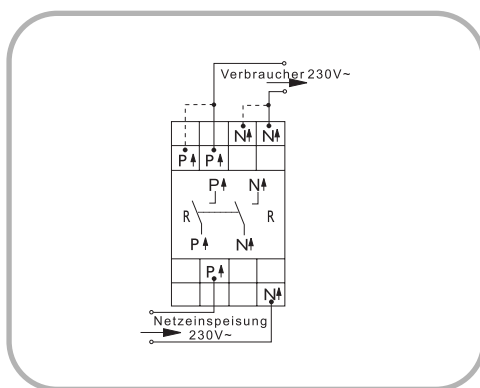 Verbraucher 230V~
N N
P P
P N
R R
P N
P
N
Netzeinspeisung
230V~